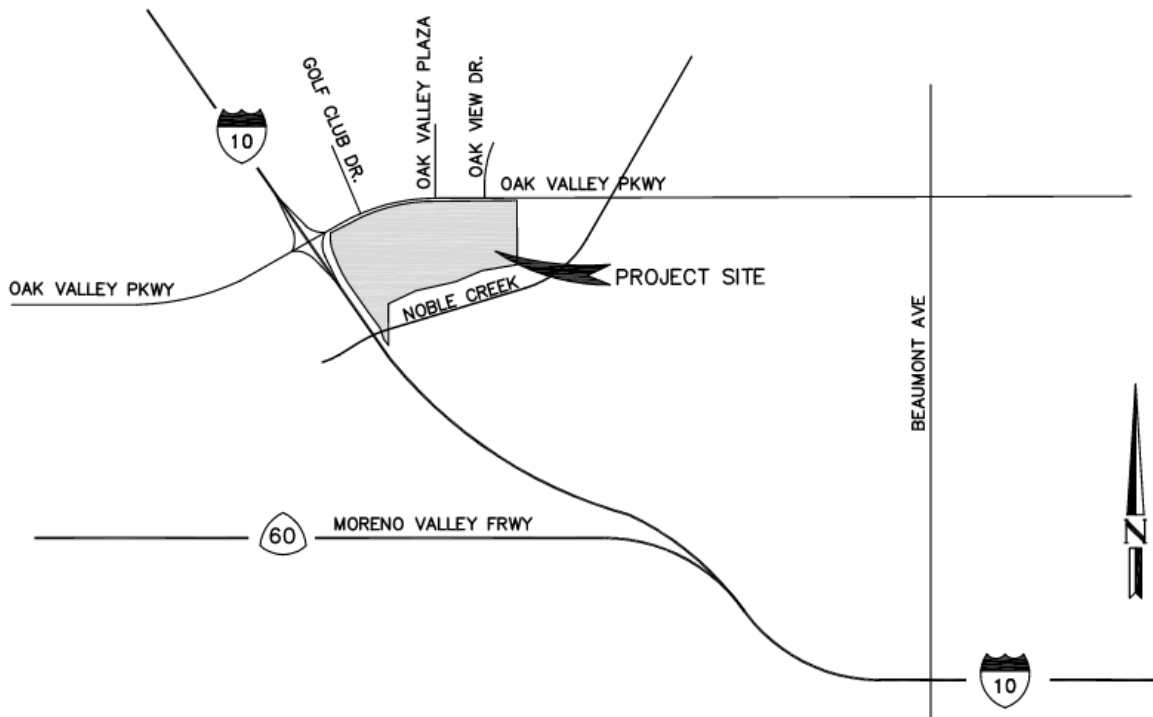 GOLF CLUB DR.
OAK VALLEY PLAZA
OAK VIEW DR.
10
OAK VALLEY PKWY
OAK VALLEY PKWY
PROJECT SITE
NOBLE CREEK
BEAUMONT AVE
60
MORENO VALLEY FRWY
N
10